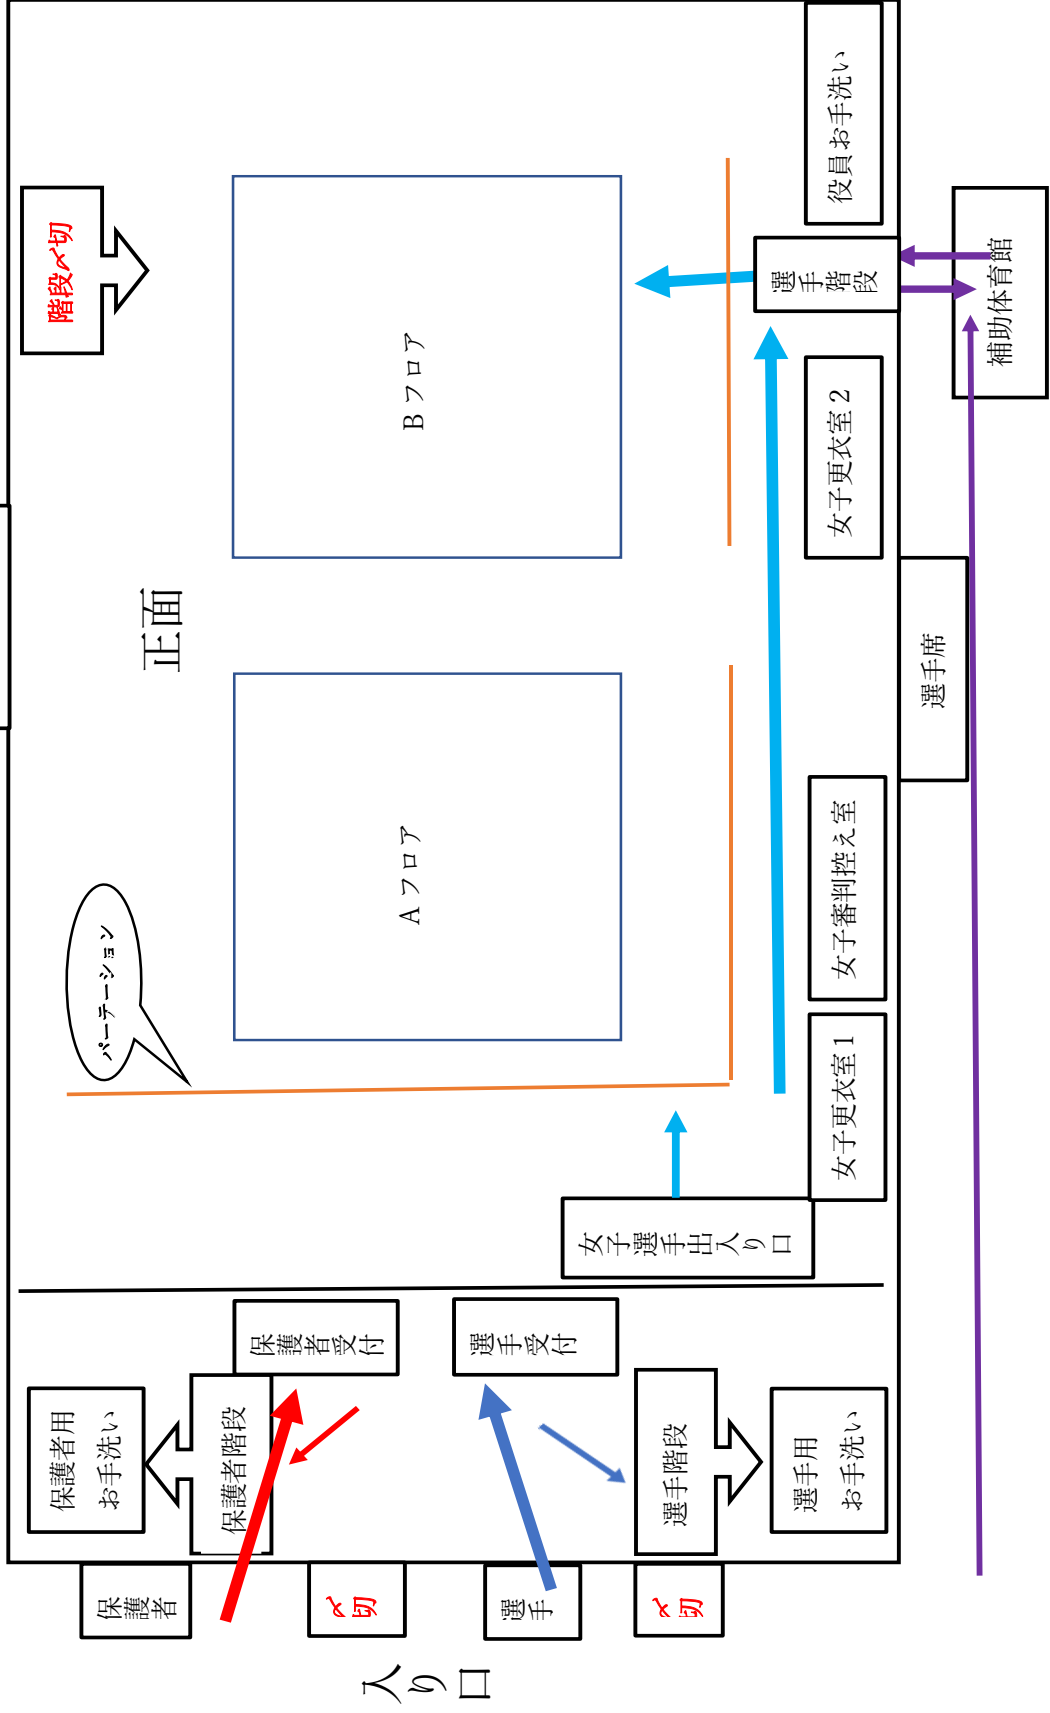 階段〆切
正面
パーテーション
Bフロア
Aフロア
役員お手洗い
選手
階段
女子更衣室2
女子審判控え室
女子更衣室1
補助体育館
選手席
女子選手出入り口
保護者受付
選手受付
保護者用
お手洗い
保護者階段
選手階段
選手用
お手洗い
保護
者
〆
切
選
手
〆
切
入り口